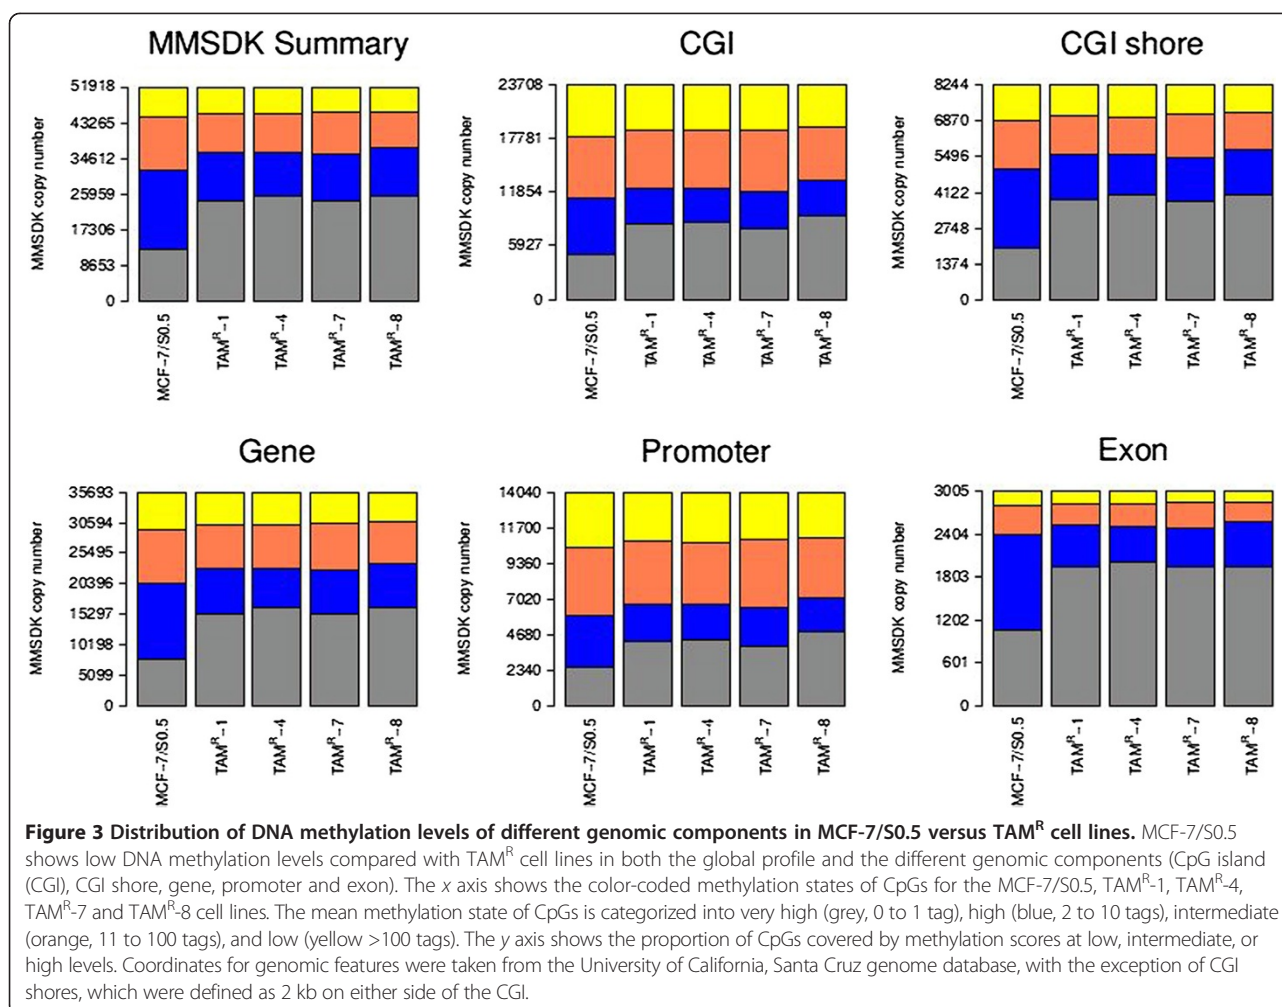 MMSDK Summary
MMSDK copy number
51918
43265
34612
25959
17306
8653
0
MCF-7/S0.5
TAMᴿ-1
TAMᴿ-4
TAMᴿ-7
TAMᴿ-8
CGI
MMSDK copy number
23708
17781
11854
5927
0
MCF-7/S0.5
TAMᴿ-1
TAMᴿ-4
TAMᴿ-7
TAMᴿ-8
CGI shore
MMSDK copy number
8244
6870
5496
4122
2748
1374
0
MCF-7/S0.5
TAMᴿ-1
TAMᴿ-4
TAMᴿ-7
TAMᴿ-8
Gene
MMSDK copy number
35693
30594
25495
20396
15297
10198
5099
0
MCF-7/S0.5
TAMᴿ-1
TAMᴿ-4
TAMᴿ-7
TAMᴿ-8
Promoter
MMSDK copy number
14040
11700
9360
7020
4680
2340
0
MCF-7/S0.5
TAMᴿ-1
TAMᴿ-4
TAMᴿ-7
TAMᴿ-8
Exon
MMSDK copy number
3005
2404
1803
1202
601
0
MCF-7/S0.5
TAMᴿ-1
TAMᴿ-4
TAMᴿ-7
TAMᴿ-8
Figure 3 Distribution of DNA methylation levels of different genomic components in MCF-7/S0.5 versus TAMᴿ cell lines. MCF-7/S0.5
shows low DNA methylation levels compared with TAMᴿ cell lines in both the global profile and the different genomic components (CpG island
(CGI), CGI shore, gene, promoter and exon). The x axis shows the color-coded methylation states of CpGs for the MCF-7/S0.5, TAMᴿ-1, TAMᴿ-4,
TAMᴿ-7 and TAMᴿ-8 cell lines. The mean methylation state of CpGs is categorized into very high (grey, 0 to 1 tag), high (blue, 2 to 10 tags), intermediate
(orange, 11 to 100 tags), and low (yellow >100 tags). The y axis shows the proportion of CpGs covered by methylation scores at low, intermediate, or
high levels. Coordinates for genomic features were taken from the University of California, Santa Cruz genome database, with the exception of CGI
shores, which were defined as 2 kb on either side of the CGI.